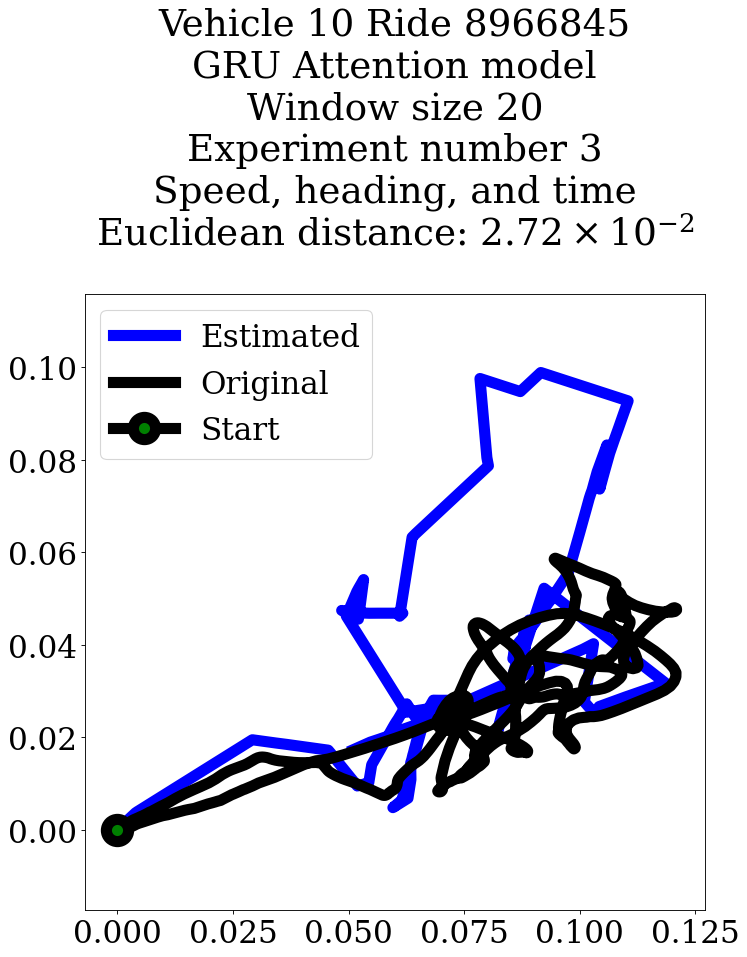 Vehicle 10 Ride 8966845
GRU Attention model
Window size 20
Experiment number 3
Speed, heading, and time
Euclidean distance: 2.72 × 10⁻²
Estimated
Original
Start
0.10
0.08
0.06
0.04
0.02
0.00
0.000 0.025 0.050 0.075 0.100 0.125